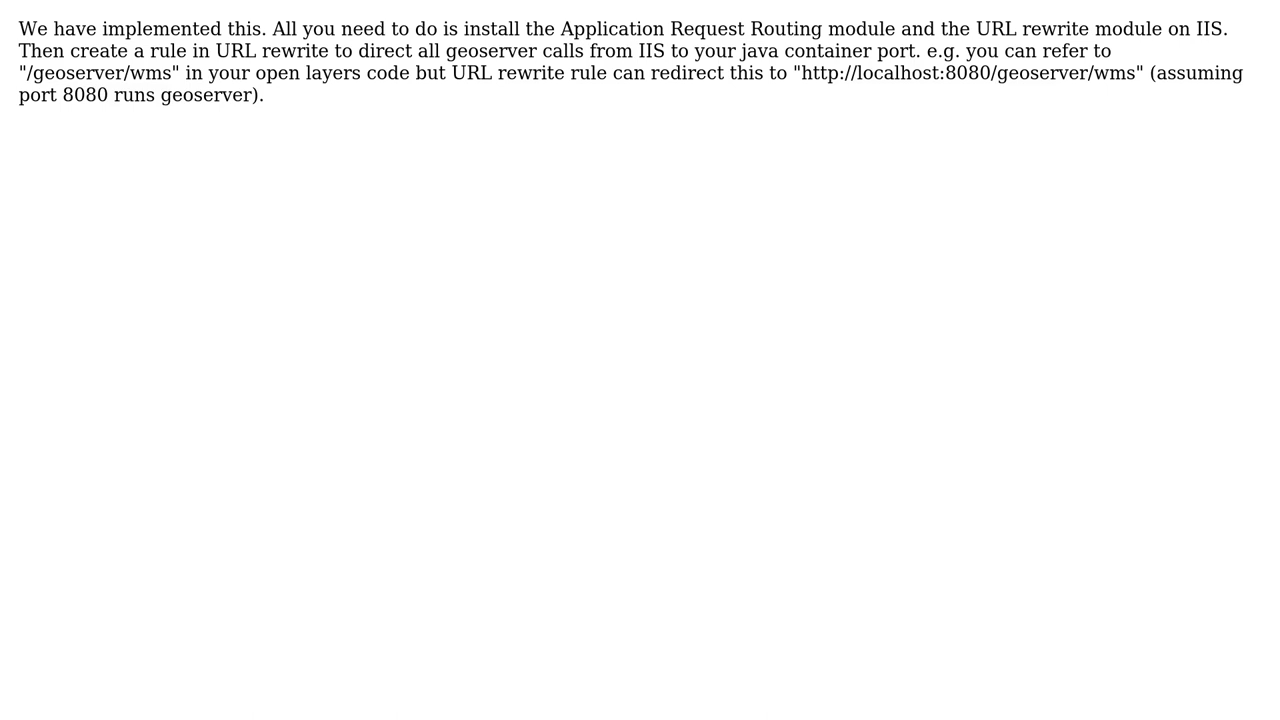 We have implemented this. All you need to do is install the Application Request Routing module and the URL rewrite module on IIS.
Then create a rule in URL rewrite to direct all geoserver calls from IIS to your java container port. e.g. you can refer to
"/geoserver/wms" in your open layers code but URL rewrite rule can redirect this to "http://localhost:8080/geoserver/wms" (assuming
port 8080 runs geoserver).